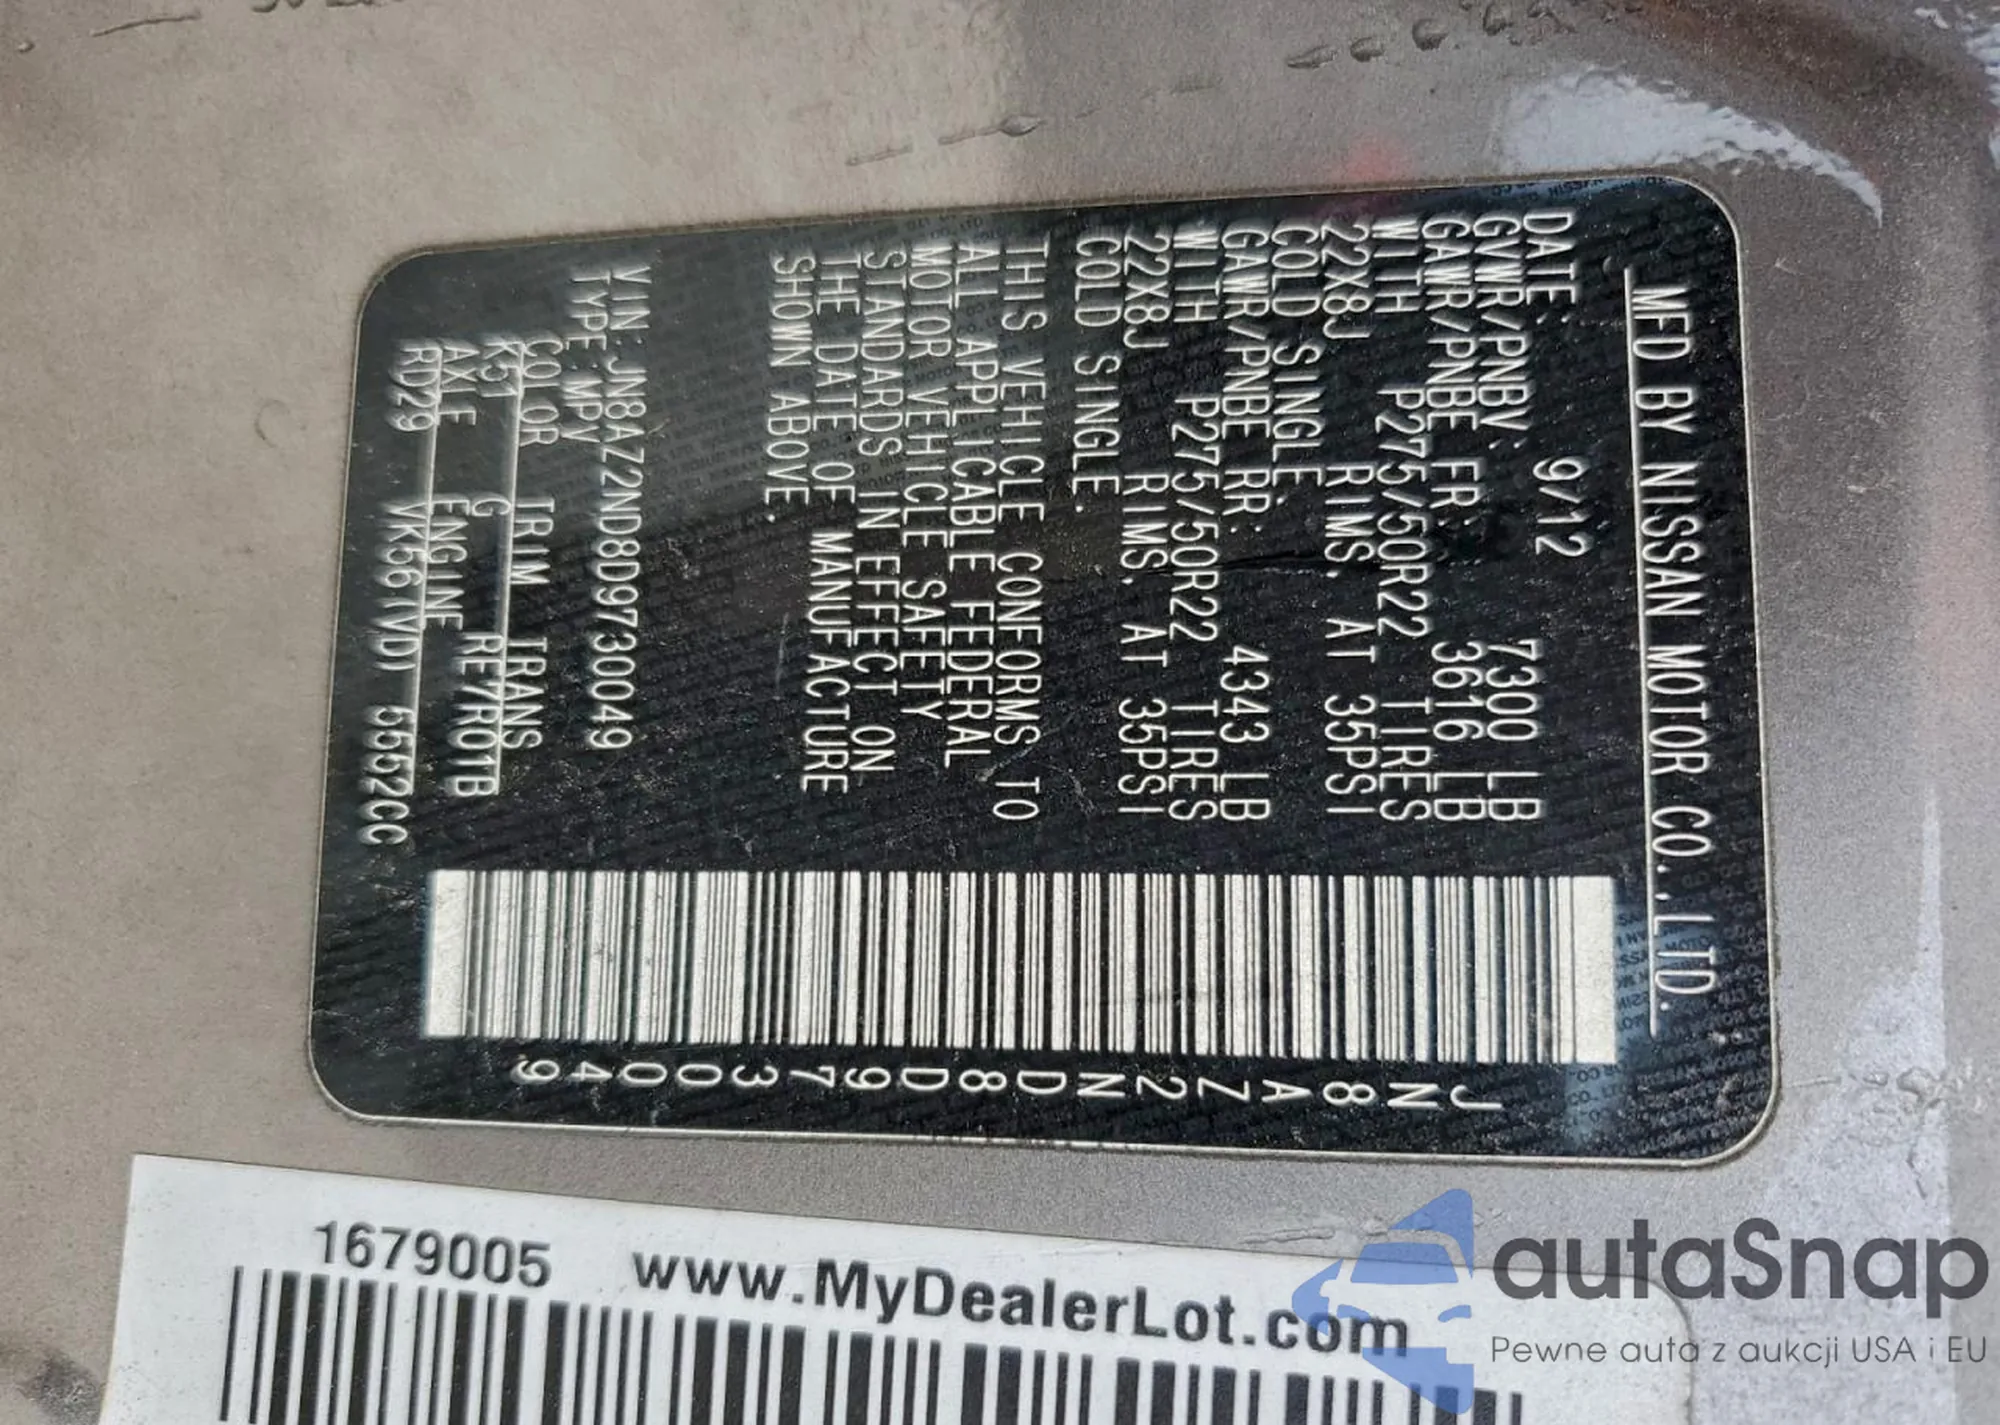 MFD BY NISSAN MOTOR CO.,LTD.
DATE: 9/12
GVWR/PNBV: 7300 LB
GAWR/PNBE FR: 3616 LB
WITH P275/50R22 TIRES
22X8J RIMS, AT 35PSI
COLD SINGLE.
GAWR/PNBE RR: 4343 LB
WITH P275/50R22 TIRES
22X8J RIMS, AT 35PSI
COLD SINGLE.
THIS VEHICLE CONFORMS TO
ALL APPLICABLE FEDERAL
MOTOR VEHICLE SAFETY
STANDARDS IN EFFECT ON
THE DATE OF MANUFACTURE
SHOWN ABOVE.
VIN: JN8AZ2ND8D9730049
TYPE:MPV
COLOR TRIM TRANS
K51 G RE7R01B
AXLE ENGINE
RD29 VK56(VD) 5552CC
JN8AZ2ND8D9730049
1679005 www.MyDealerLot.com
autaSnap
Pewne auta z aukcji USA i EU